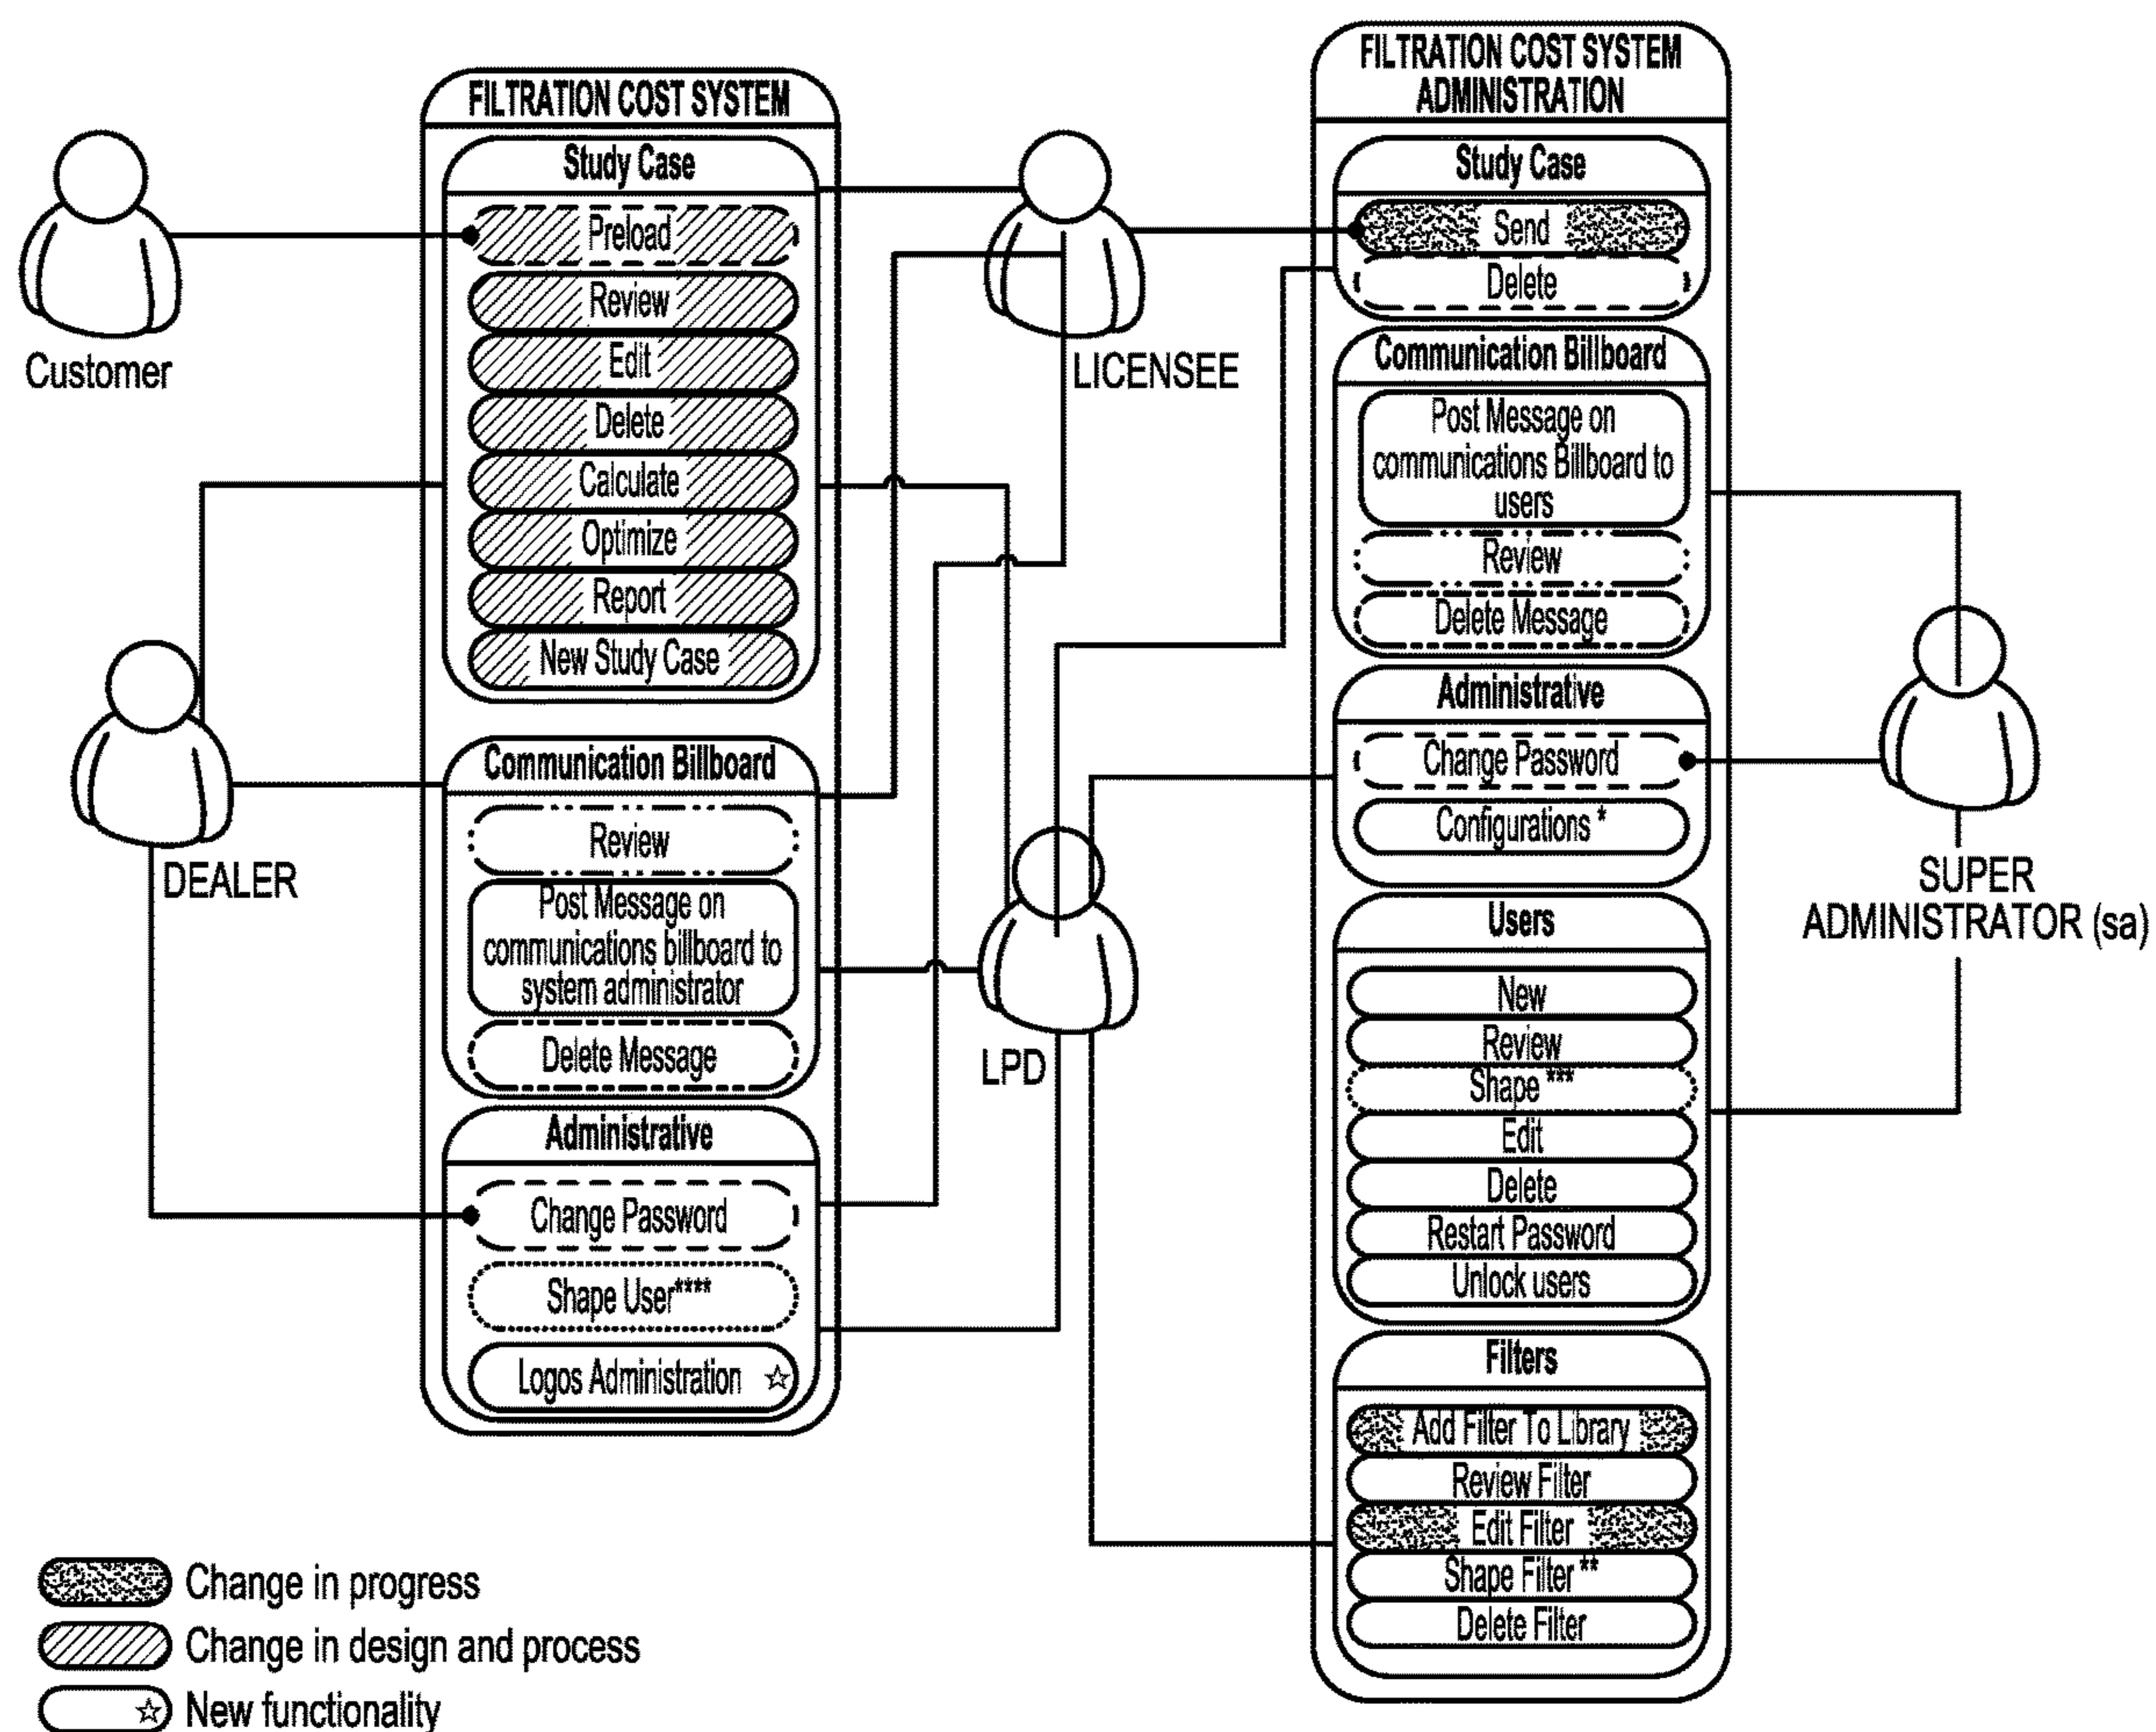 FILTRATION COST SYSTEM
Study Case
Preload
Review
Edit
Delete
Calculate
Optimize
Report
New Study Case
Communication Billboard
Review
Post Message on
communications billboard to
system administrator
Delete Message
Administrative
Change Password
Shape User****
Logos Administration ☆
Customer
DEALER
LICENSEE
LPD
FILTRATION COST SYSTEM
ADMINISTRATION
Study Case
Send
Delete
Communication Billboard
Post Message on
communications Billboard to
users
Review
Delete Message
Administrative
Change Password
Configurations *
Users
New
Review
Shape ***
Edit
Delete
Restart Password
Unlock users
Filters
Add Filter To Library
Review Filter
Edit Filter
Shape Filter **
Delete Filter
SUPER
ADMINISTRATOR (sa)
Change in progress
Change in design and process
☆ New functionality